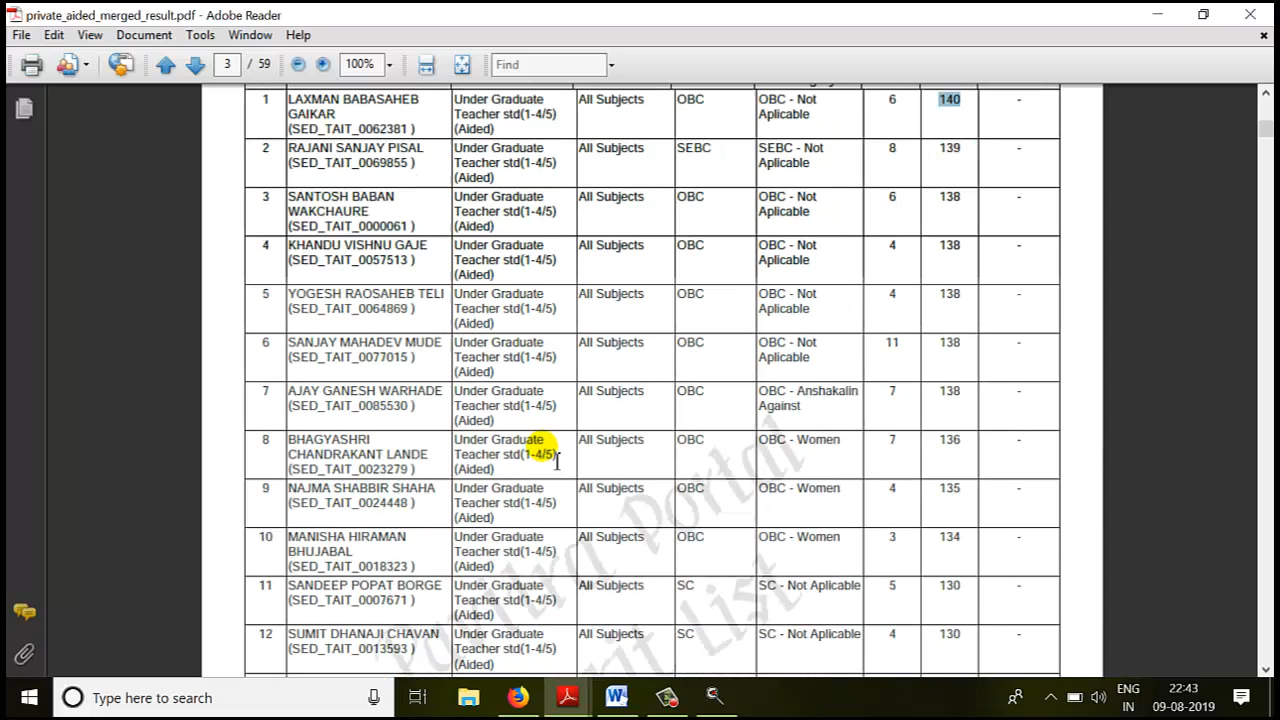 private_aided_merged_result.pdf - Adobe Reader
File Edit View Document Tools Window Help
3 / 59 100% Find
1 LAXMAN BABASAHEB Under Graduate All Subjects OBC OBC - Not 6 140 -
GAIKAR Teacher std(1-4/5) Aplicable
(SED_TAIT_0062381) (Aided)
2 RAJANI SANJAY PISAL Under Graduate All Subjects SEBC SEBC - Not 8 139 -
(SED_TAIT_0069855 ) Teacher std(1-4/5) Aplicable
(Aided)
3 SANTOSH BABAN Under Graduate All Subjects OBC OBC - Not 6 138 -
WAKCHAURE Teacher std(1-4/5) Aplicable
(SED_TAIT_0000061) (Aided)
4 KHANDU VISHNU GAJE Under Graduate All Subjects OBC OBC - Not 4 138 -
(SED_TAIT_0057513 ) Teacher std(1-4/5) Aplicable
(Aided)
5 YOGESH RAOSAHEB TELI Under Graduate All Subjects OBC OBC - Not 4 138 -
(SED_TAIT_0064869 ) Teacher std(1-4/5) Aplicable
(Aided)
6 SANJAY MAHADEV MUDE Under Graduate All Subjects OBC OBC - Not 11 138 -
(SED_TAIT_0077015 ) Teacher std(1-4/5) Aplicable
(Aided)
7 AJAY GANESH WARHADE Under Graduate All Subjects OBC OBC - Anshakalin 7 138 -
(SED_TAIT_0085530 ) Teacher std(1-4/5) Against
(Aided)
8 BHAGYASHRI Under Graduate All Subjects OBC OBC - Women 7 136 -
CHANDRAKANT LANDE Teacher std(1-4/5)
(SED_TAIT_0023279 ) (Aided)
9 NAJMA SHABBIR SHAHA Under Graduate All Subjects OBC OBC - Women 4 135 -
(SED_TAIT_0024448 ) Teacher std(1-4/5)
(Aided)
10 MANISHA HIRAMAN Under Graduate All Subjects OBC OBC - Women 3 134 -
BHUJABAL Teacher std(1-4/5)
(SED_TAIT_0018323 ) (Aided)
11 SANDEEP POPAT BORGE Under Graduate All Subjects SC SC - Not Aplicable 5 130 -
(SED_TAIT_0007671 ) Teacher std(1-4/5)
(Aided)
12 SUMIT DHANAJI CHAVAN Under Graduate All Subjects SC SC - Not Aplicable 4 130 -
(SED_TAIT_0013593 ) Teacher std(1-4/5)
(Aided)
Pavitra Portal
List
Type here to search
ENG 22:43
IN 09-08-2019